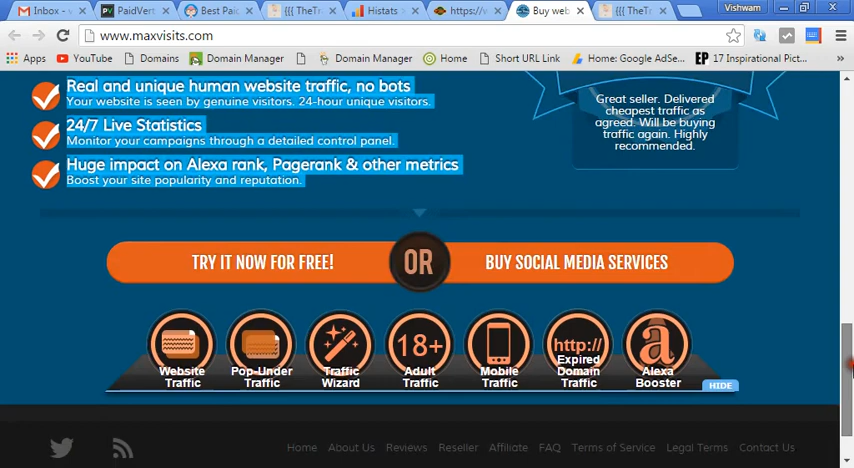 Inbox - 
PaidVert
Best Paid
{{{ TheTr
Histats
https://v
Buy web
{{{ TheTr
Vishwam
www.maxvisits.com
Apps
YouTube
Domain Manager
Domain Manager
Home
Short URL Link
Home: Google AdSe...
17 Inspirational Pict...
Real and unique human website traffic, no bots
Your website is seen by genuine visitors. 24-hour unique visitors.
24/7 Live Statistics
Monitor your campaigns through a detailed control panel.
Huge impact on Alexa rank, Pagerank & other metrics
Boost your site popularity and reputation.
Great seller. Delivered
cheapest traffic as
agreed. Will be buying
traffic again. Highly
recommended.
TRY IT NOW FOR FREE!
OR
BUY SOCIAL MEDIA SERVICES
18+
http://
a
Website
Traffic
Pop-Under
Traffic
Traffic
Wizard
Adult
Traffic
Mobile
Traffic
Expired
Domain
Traffic
Alexa
Booster
HIDE
Home
About Us
Reviews
Reseller
Affiliate
FAQ
Terms of Service
Legal Terms
Contact Us